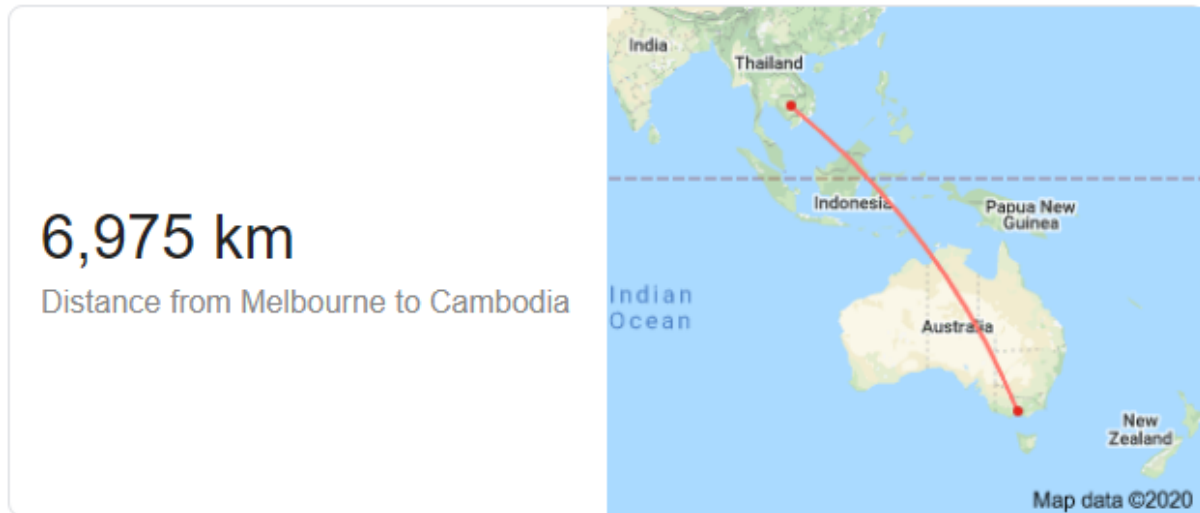 6,975 km
Distance from Melbourne to Cambodia
India
Thailand
Indonesia
Papua New
Guinea
Indian
Ocean
Australia
New
Zealand
Map data ©2020